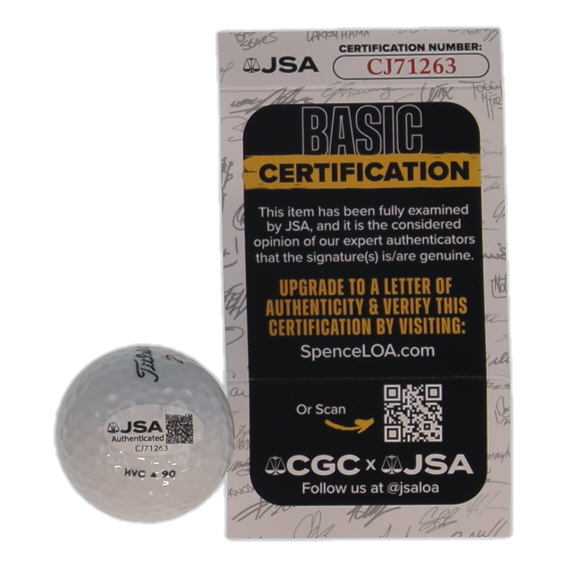 JSA
CERTIFICATION NUMBER:
CJ71263
BASIC
CERTIFICATION
This item has been fully examined
by JSA, and it is the considered
opinion of our expert authenticators
that the signature(s) is/are genuine.
UPGRADE TO A LETTER OF
AUTHENTICITY & VERIFY THIS
CERTIFICATION BY VISITING:
SpenceLOA.com
Or Scan
CGC x JSA
Follow us at @jsaloa
JSA
Authenticated
CJ71263
HVC 90